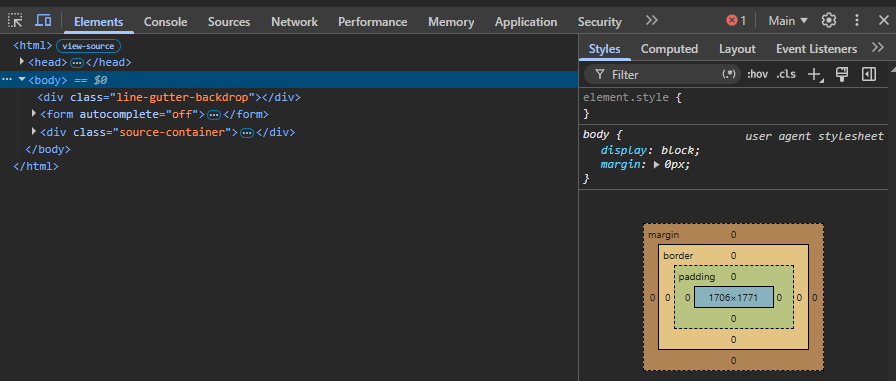 Elements Console Sources Network Performance Memory Application Security 1 Main
<html> view-source
<head> … </head>
… <body> == $0
<div class="line-gutter-backdrop"></div>
<form autocomplete="off"> … </form>
<div class="source-container"> … </div>
</body>
</html>
Styles Computed Layout Event Listeners
Filter (.*) :hov .cls
element.style {
}
body { user agent stylesheet
display: block;
margin: 0px;
}
margin 0
border 0
padding 0
0 0 0 1706×1771 0 0 0
0
0
0